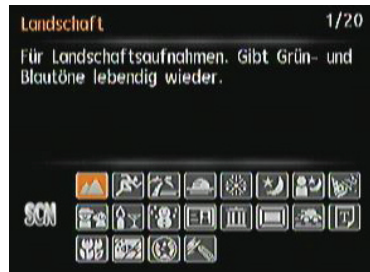 Landschaft 1/20
Für Landschaftsaufnahmen. Gibt Grün- und
Blautöne lebendig wieder.
SCN
T